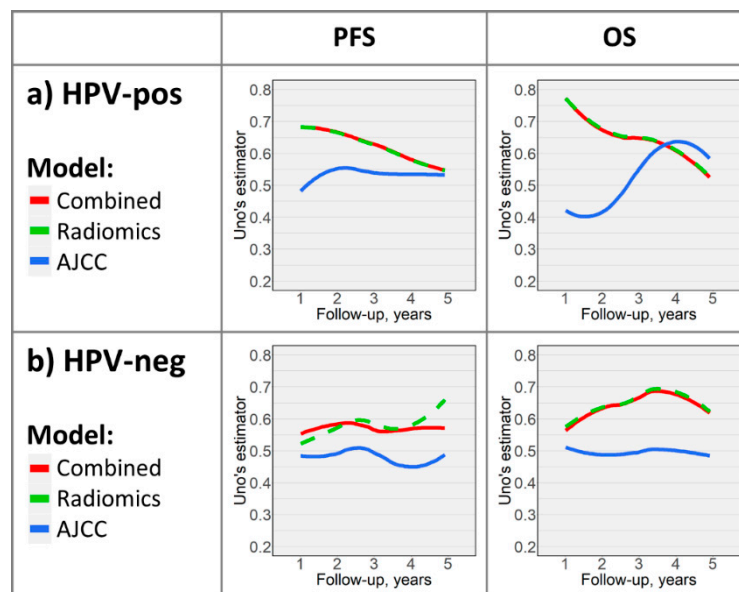 PFS
OS
a) HPV-pos
Model:
Combined
Radiomics
AJCC
Uno's estimator
0.8
0.7
0.6
0.5
0.4
0.3
0.2
1 2 3 4 5
Follow-up, years
Uno's estimator
0.8
0.7
0.6
0.5
0.4
0.3
0.2
1 2 3 4 5
Follow-up, years
b) HPV-neg
Model:
Combined
Radiomics
AJCC
Uno's estimator
0.8
0.7
0.6
0.5
0.4
0.3
0.2
1 2 3 4 5
Follow-up, years
Uno's estimator
0.8
0.7
0.6
0.5
0.4
0.3
0.2
1 2 3 4 5
Follow-up, years